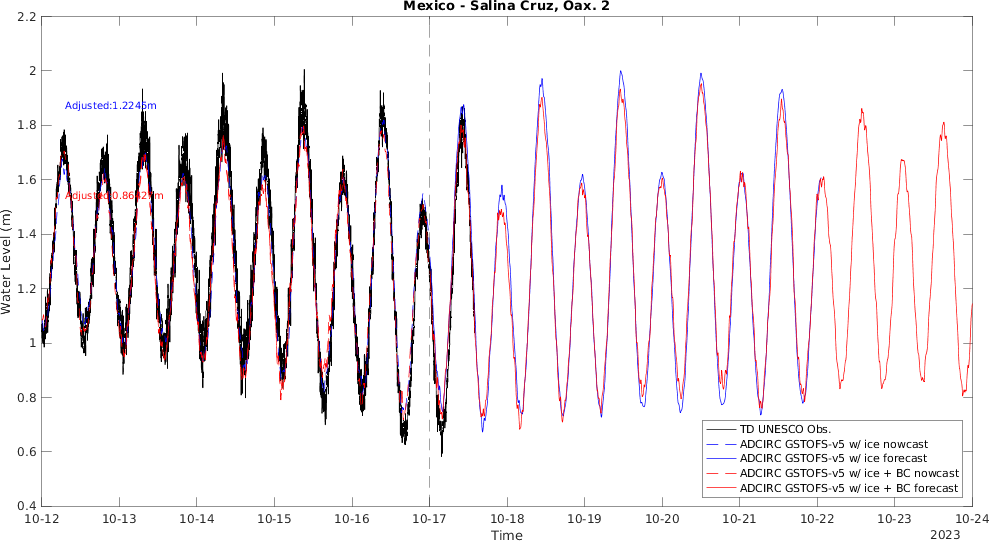 Mexico - Salina Cruz, Oax. 2
Water Level (m)
2.2
2
1.8
1.6
1.4
1.2
1
0.8
0.6
0.4
Adjusted:1.2245m
TD UNESCO Obs.
ADCIRC GSTOFS-v5 w/ ice nowcast
ADCIRC GSTOFS-v5 w/ ice forecast
ADCIRC GSTOFS-v5 w/ ice + BC nowcast
ADCIRC GSTOFS-v5 w/ ice + BC forecast
10-12 10-13 10-14 10-15 10-16 10-17 10-18 10-19 10-20 10-21 10-22 10-23 10-24
Time
2023